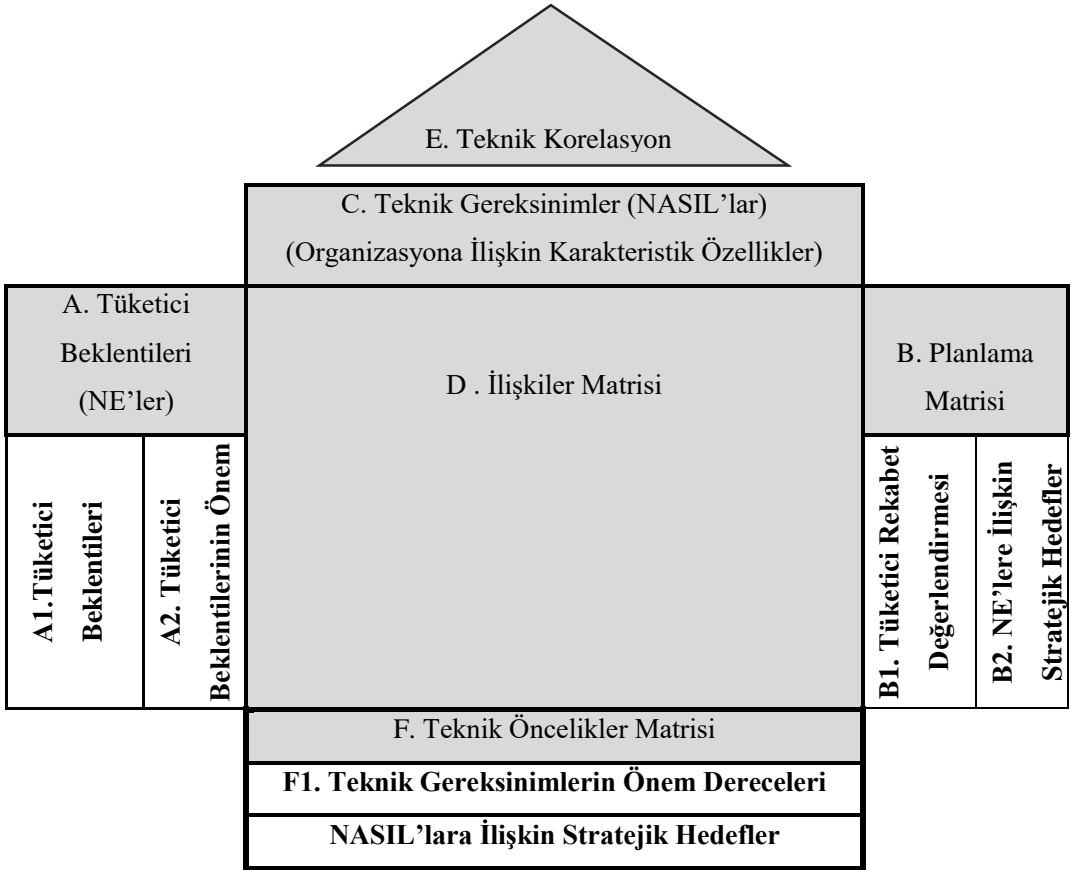 E. Teknik Korelasyon
C. Teknik Gereksinimler (NASIL’lar)
(Organizasyona İlişkin Karakteristik Özellikler)
A. Tüketici
Beklentileri
(NE’ler)
D . İlişkiler Matrisi
B. Planlama
Matrisi
A1.Tüketici
Beklentileri
A2. Tüketici
Beklentilerinin Önem
B1. Tüketici Rekabet
Değerlendirmesi
B2. NE’lere İlişkin
Stratejik Hedefler
F. Teknik Öncelikler Matrisi
F1. Teknik Gereksinimlerin Önem Dereceleri
NASIL’lara İlişkin Stratejik Hedefler